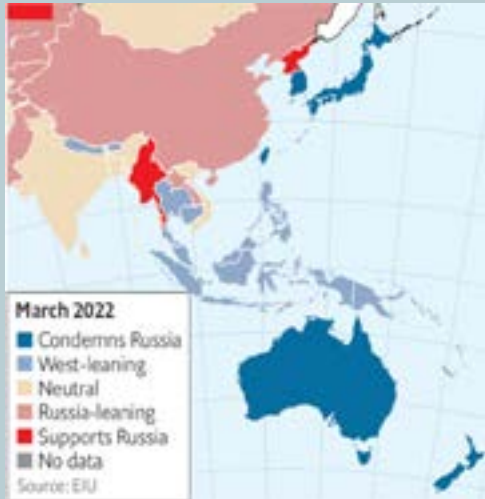 March 2022
Condemns Russia
West-leaning
Neutral
Russia-leaning
Supports Russia
No data
Source: EIU